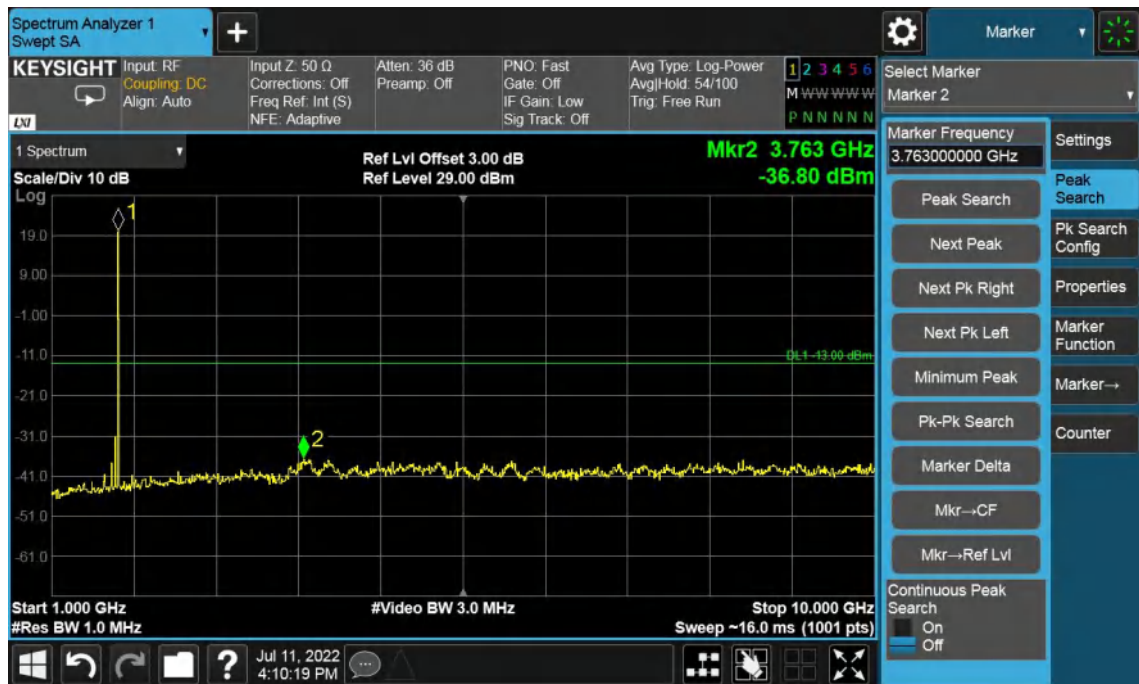 Spectrum Analyzer 1
Swept SA
+
Marker
KEYSIGHT
LXI
Input: RF
Coupling: DC
Align: Auto
Input Z: 50 Ω
Corrections: Off
Freq Ref: Int (S)
NFE: Adaptive
Atten: 36 dB
Preamp: Off
PNO: Fast
Gate: Off
IF Gain: Low
Sig Track: Off
Avg Type: Log-Power
Avg|Hold: 54/100
Trig: Free Run
1 2 3 4 5 6
M W W W W W
P N N N N N
Select Marker
Marker 2
1 Spectrum
Scale/Div 10 dB
Log
Ref Lvl Offset 3.00 dB
Ref Level 29.00 dBm
Mkr2 3.763 GHz
-36.80 dBm
1
19.0
9.00
-1.00
-11.0
DL1 -13.00 dBm
-21.0
-31.0
2
-41.0
-51.0
-61.0
Start 1.000 GHz
#Res BW 1.0 MHz
#Video BW 3.0 MHz
Stop 10.000 GHz
Sweep ~16.0 ms (1001 pts)
Marker Frequency
3.763000000 GHz
Peak Search
Next Peak
Next Pk Right
Next Pk Left
Minimum Peak
Pk-Pk Search
Marker Delta
Mkr→CF
Mkr→Ref Lvl
Continuous Peak
Search
On
Off
Settings
Peak
Search
Pk Search
Config
Properties
Marker
Function
Marker→
Counter
?
Jul 11, 2022
4:10:19 PM